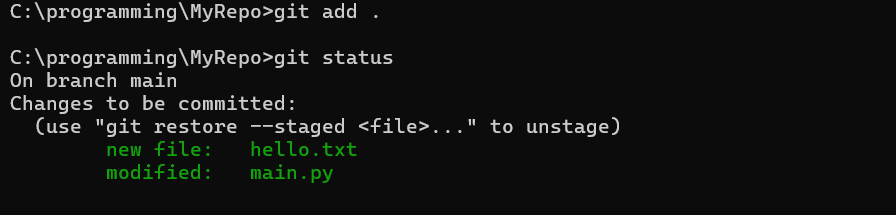 C:\programming\MyRepo>git add .
C:\programming\MyRepo>git status
On branch main
Changes to be committed:
  (use "git restore --staged <file>..." to unstage)
        new file:   hello.txt
        modified:   main.py